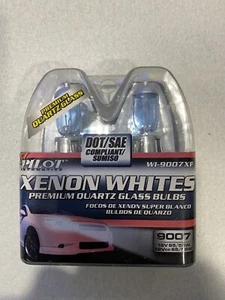 PREMIUM
QUARTZ GLASS
DOT/SAE
COMPLIANT/
SUMISO
WI-9007XF
PILOT
AUTOMOTIVE
XENON WHITES
PREMIUM QUARTZ GLASS BULBS
FOCOS DE XENON SUPER BLANCO
BULBOS DE QUARZO
9007